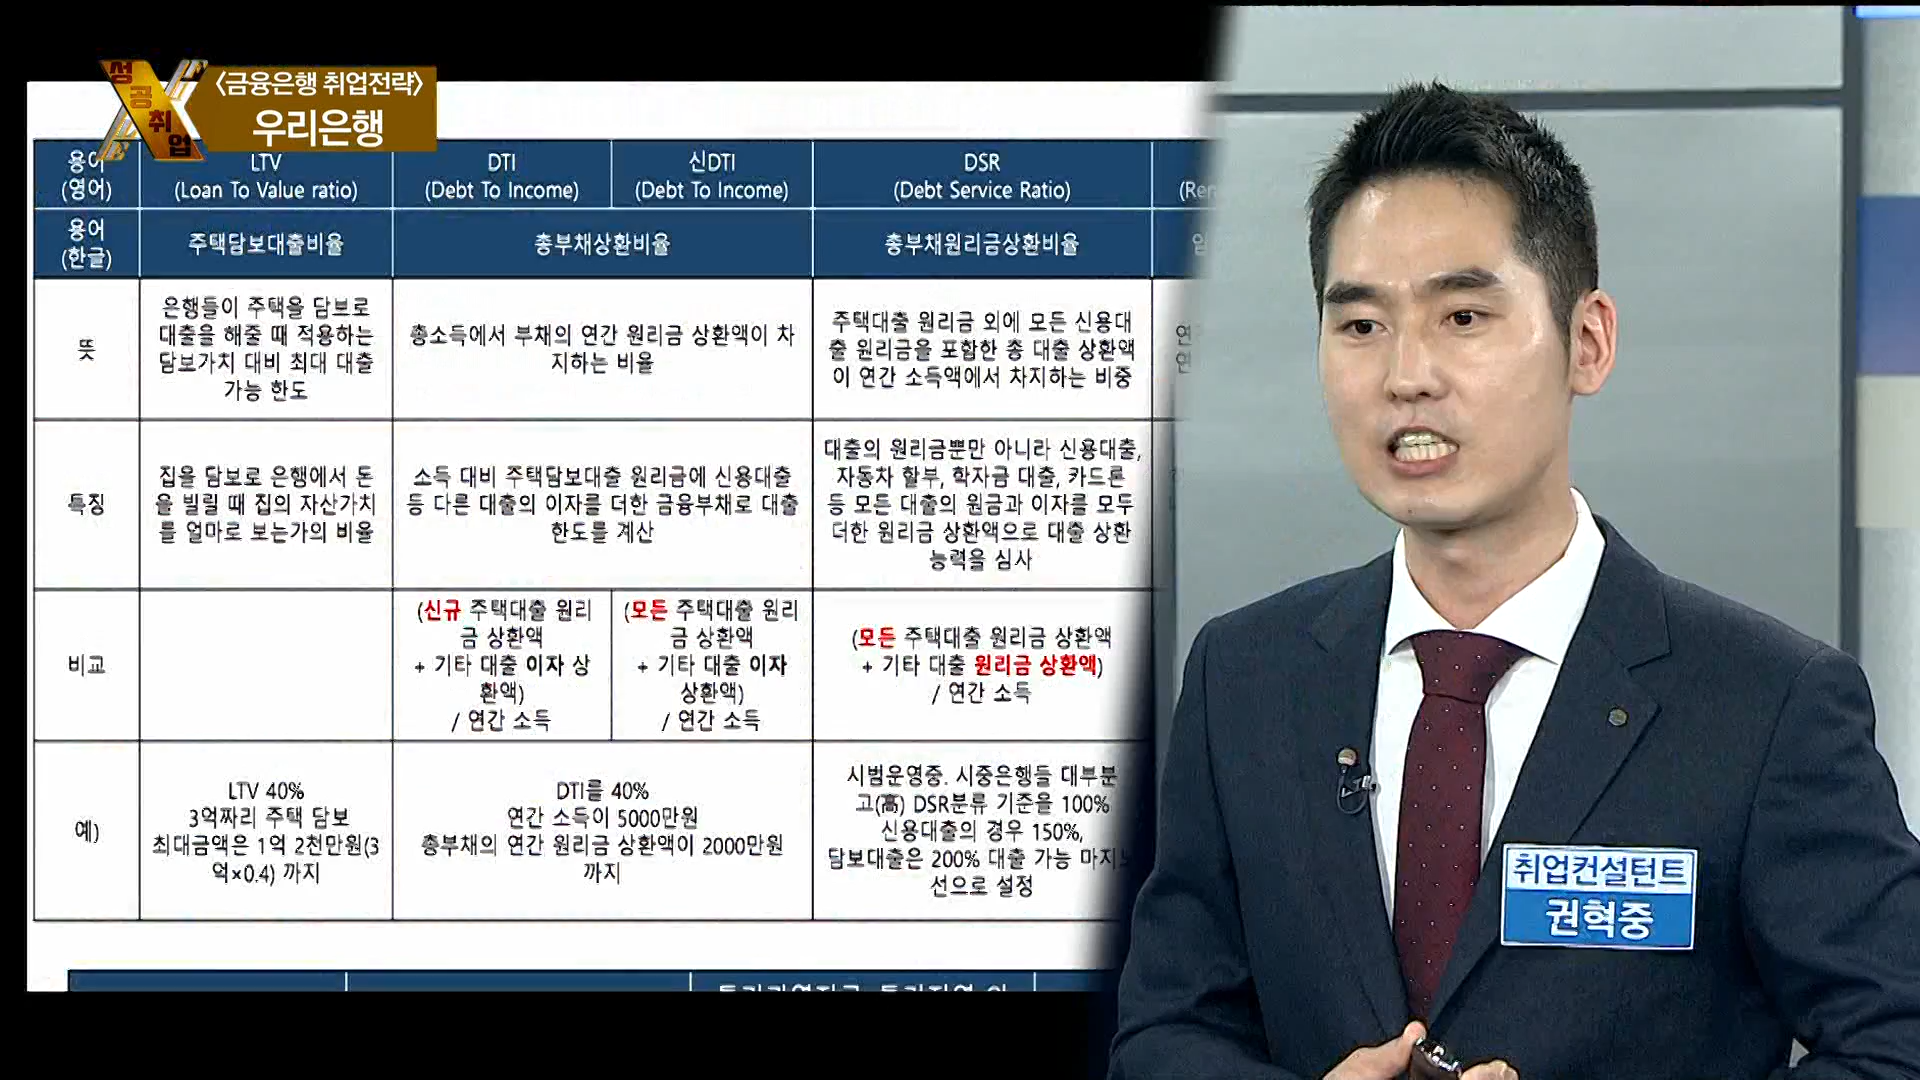 성공취업
〈금융은행 취업전략〉
우리은행
용어
(영어)
LTV
(Loan To Value ratio)
DTI
(Debt To Income)
신DTI
(Debt To Income)
DSR
(Debt Service Ratio)
용어
(한글)
주택담보대출비율
총부채상환비율
총부채원리금상환비율
뜻
은행들이 주택을 담보로
대출을 해줄 때 적용하는
담보가치 대비 최대 대출
가능 한도
총소득에서 부채의 연간 원리금 상환액이 차
지하는 비율
주택대출 원리금 외에 모든 신용대
출 원리금을 포함한 총 대출 상환액
이 연간 소득액에서 차지하는 비중
특징
집을 담보로 은행에서 돈
을 빌릴 때 집의 자산가치
를 얼마로 보는가의 비율
소득 대비 주택담보대출 원리금에 신용대출
등 다른 대출의 이자를 더한 금융부채로 대출
한도를 계산
대출의 원리금뿐만 아니라 신용대출,
자동차 할부, 학자금 대출, 카드론
등 모든 대출의 원금과 이자를 모두
더한 원리금 상환액으로 대출 상환
능력을 심사
비교
(신규 주택대출 원리
금 상환액
+ 기타 대출 이자 상
환액)
/ 연간 소득
(모든 주택대출 원리
금 상환액
+ 기타 대출 이자
상환액)
/ 연간 소득
(모든 주택대출 원리금 상환액
+ 기타 대출 원리금 상환액)
/ 연간 소득
예)
LTV 40%
3억짜리 주택 담보
최대금액은 1억 2천만원(3
억×0.4) 까지
DTI를 40%
연간 소득이 5000만원
총부채의 연간 원리금 상환액이 2000만원
까지
시범운영중. 시중은행들 대부분
고(高) DSR분류 기준을 100%
신용대출의 경우 150%,
담보대출은 200% 대출 가능 마지노
선으로 설정
취업컨설턴트
권혁중